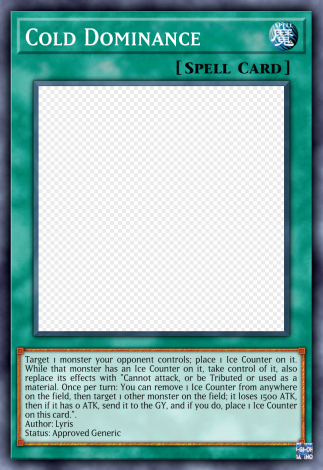 Cold Dominance
SPELL
魔
[Spell Card]
Target 1 monster your opponent controls; place 1 Ice Counter on it.
While that monster has an Ice Counter on it, take control of it, also
replace its effects with "Cannot attack, or be Tributed or used as a
material. Once per turn: You can remove 1 Ice Counter from anywhere
on the field, then target 1 other monster on the field; it loses 1500 ATK,
then if it has 0 ATK, send it to the GY, and if you do, place 1 Ice Counter
on this card.".
Author: Lyris
Status: Approved Generic